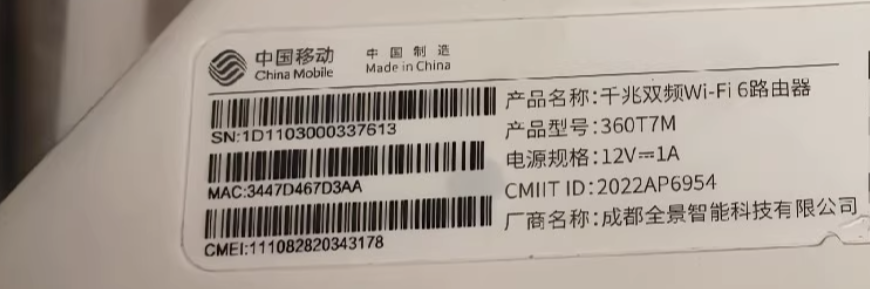 中国移动
China Mobile
中国制造
Made in China
SN:1D1103000337613
MAC:3447D467D3AA
CMEI:111082820343178
产品名称:千兆双频Wi-Fi 6路由器
产品型号:360T7M
电源规格:12V⎓1A
CMIIT ID:2022AP6954
厂商名称:成都全景智能科技有限公司